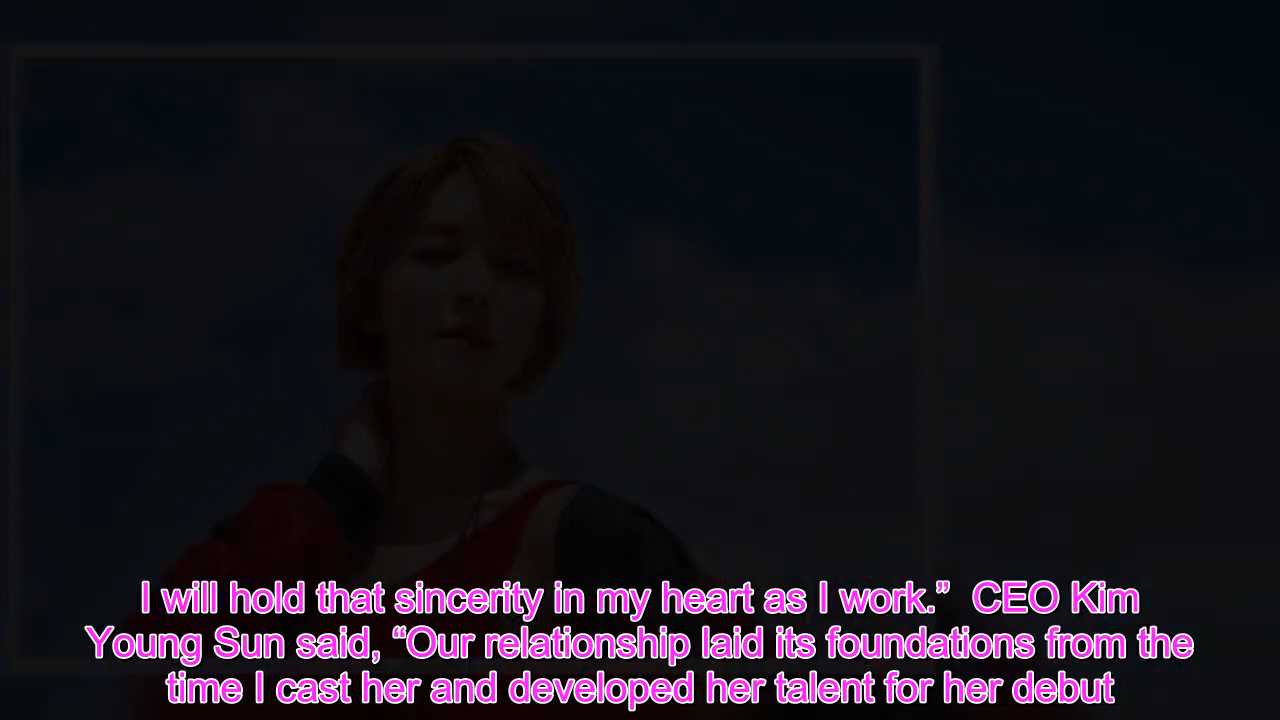 I will hold that sincerity in my heart as I work.”  CEO Kim
Young Sun said, “Our relationship laid its foundations from the
time I cast her and developed her talent for her debut